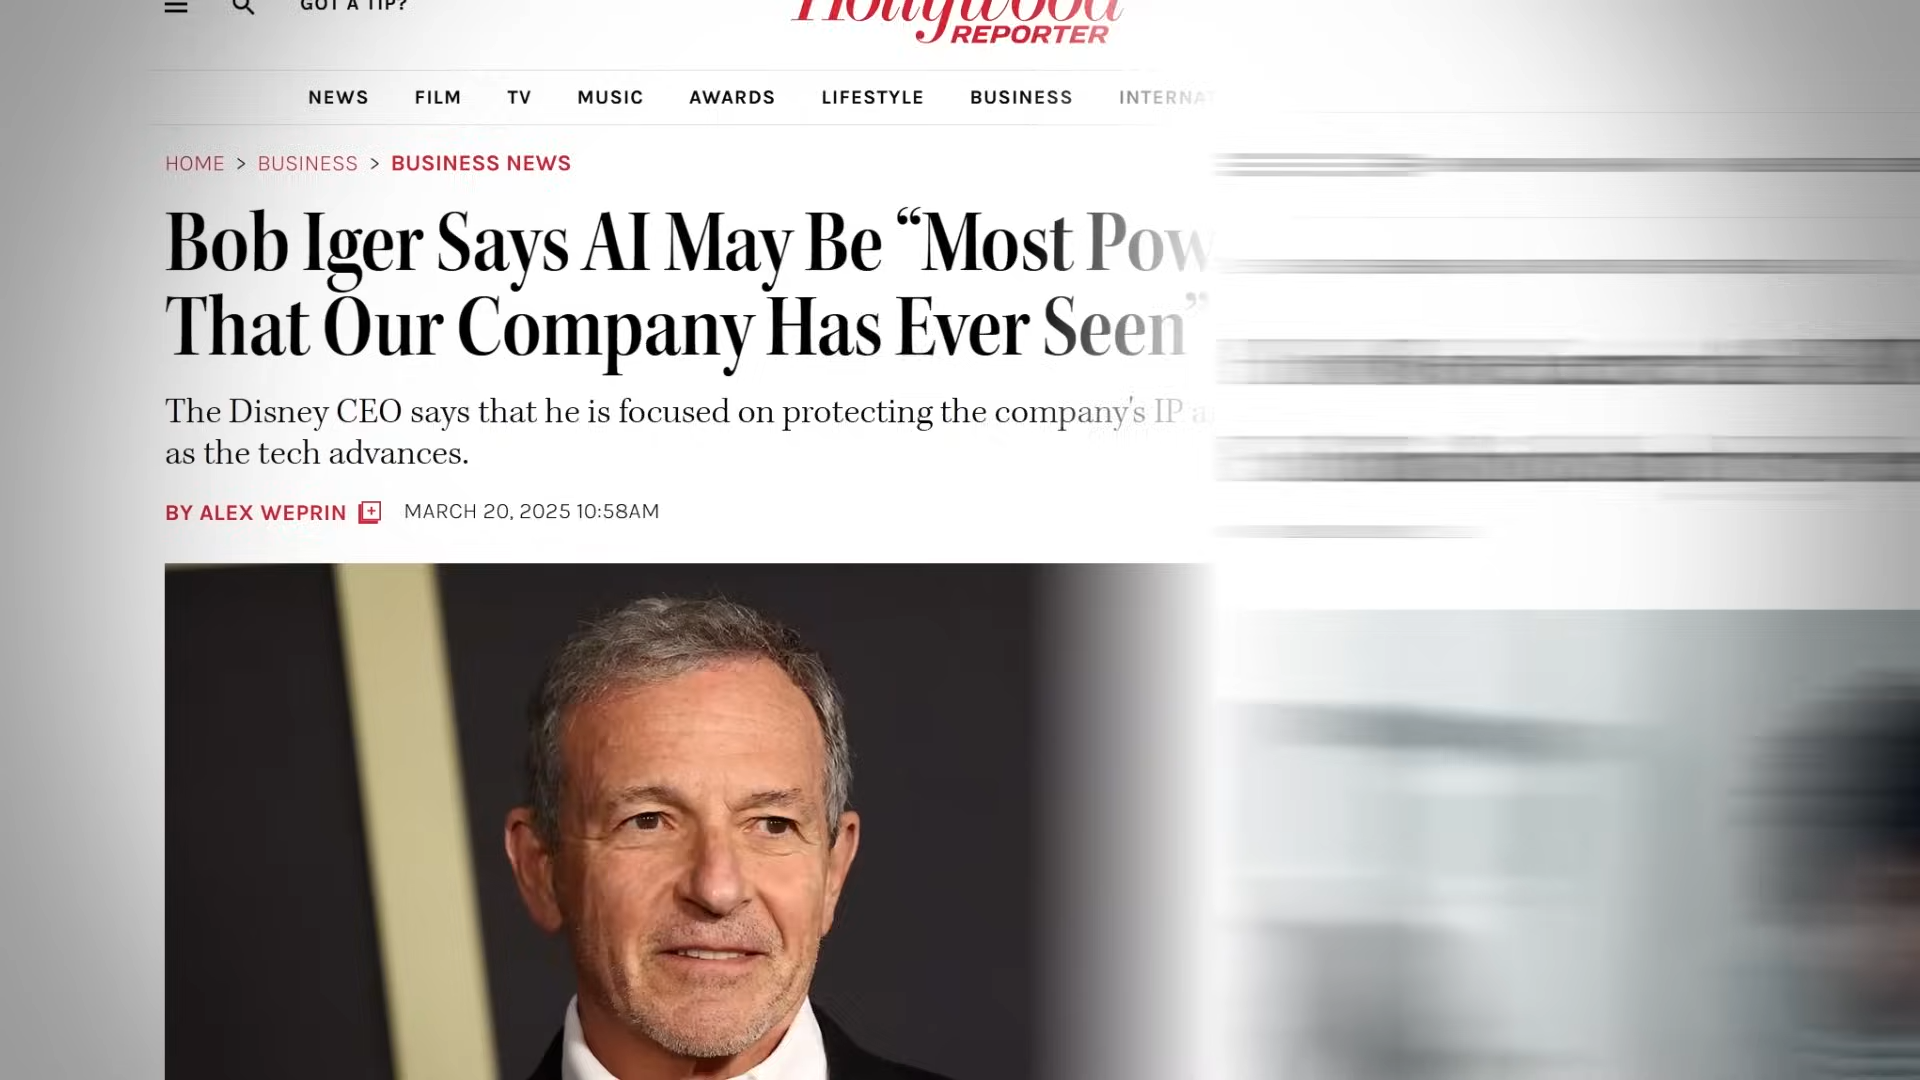 GOT A TIP?
Hollywood
REPORTER
NEWS FILM TV MUSIC AWARDS LIFESTYLE BUSINESS
HOME > BUSINESS > BUSINESS NEWS
Bob Iger Says AI May Be “Most
That Our Company Has Ever Seen”
The Disney CEO says that he is focused on protecting the company's IP
as the tech advances.
BY ALEX WEPRIN MARCH 20, 2025 10:58AM